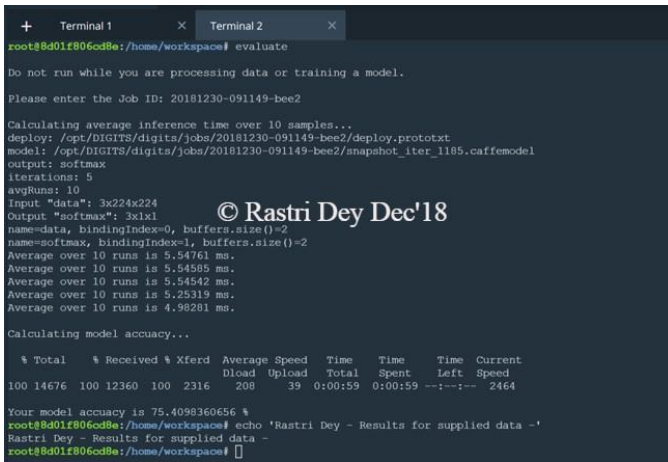 + Terminal 1 × Terminal 2 ×
root@8d01f806cd8e:/home/workspace# evaluate
Do not run while you are processing data or training a model.
Please enter the Job ID: 20181230-091149-bee2
Calculating average inference time over 10 samples...
deploy: /opt/DIGITS/digits/jobs/20181230-091149-bee2/deploy.prototxt
model: /opt/DIGITS/digits/jobs/20181230-091149-bee2/snapshot_iter_1185.caffemodel
output: softmax
iterations: 5
avgRuns: 10
Input "data": 3x224x224
Output "softmax": 3x1x1
© Rastri Dey Dec'18
name=data, bindingIndex=0, buffers.size()=2
name=softmax, bindingIndex=1, buffers.size()=2
Average over 10 runs is 5.54761 ms.
Average over 10 runs is 5.54585 ms.
Average over 10 runs is 5.54542 ms.
Average over 10 runs is 5.25319 ms.
Average over 10 runs is 4.98281 ms.
Calculating model accuacy...
% Total % Received % Xferd Average Speed Time Time Time Current
Dload Upload Total Spent Left Speed
100 14676 100 12360 100 2316 208 39 0:00:59 0:00:59 --:--:-- 2464
Your model accuacy is 75.4098360656 %
root@8d01f806cd8e:/home/workspace# echo 'Rastri Dey - Results for supplied data -'
Rastri Dey - Results for supplied data -
root@8d01f806cd8e:/home/workspace#